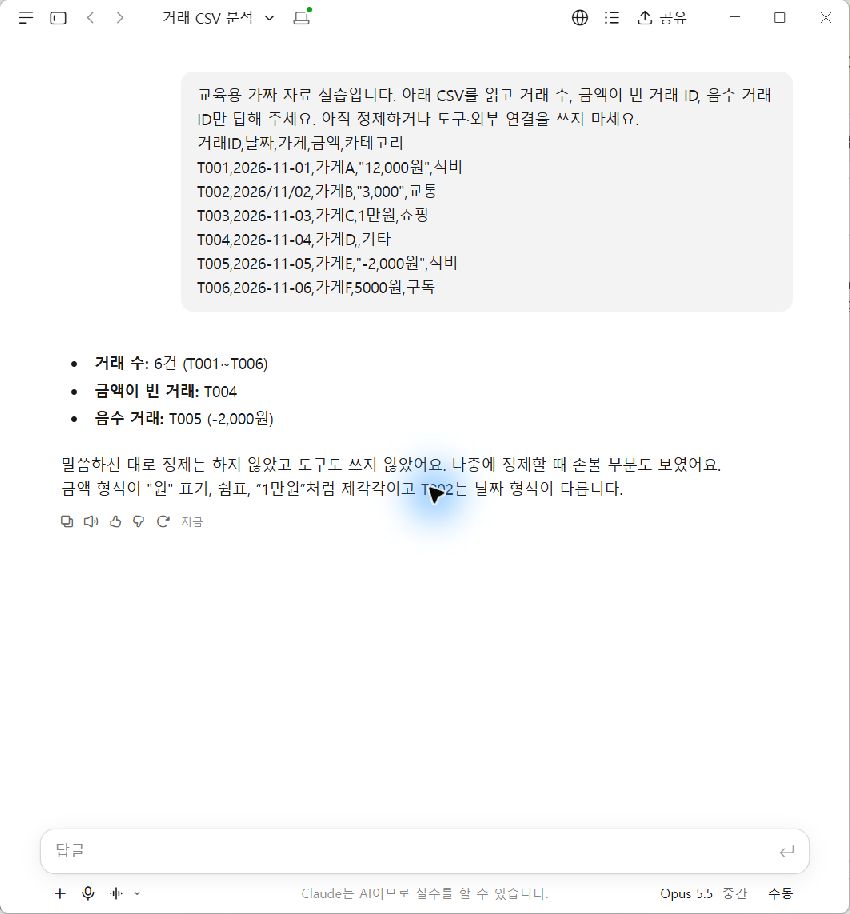 거래 CSV 분석
공유
교육용 가짜 자료 실습입니다. 아래 CSV를 읽고 거래 수, 금액이 빈 거래 ID, 음수 거래
ID만 답해 주세요. 아직 정제하거나 도구·외부 연결을 쓰지 마세요.
거래ID,날짜,가게,금액,카테고리
T001,2026-11-01,가게A,"12,000원",식비
T002,2026/11/02,가게B,"3,000",교통
T003,2026-11-03,가게C,1만원,쇼핑
T004,2026-11-04,가게D,,기타
T005,2026-11-05,가게E,"-2,000원",식비
T006,2026-11-06,가게F,5000원,구독
• 거래 수: 6건 (T001~T006)
• 금액이 빈 거래: T004
• 음수 거래: T005 (-2,000원)
말씀하신 대로 정제는 하지 않았고 도구도 쓰지 않았어요. 나중에 정제할 때 손볼 부분도 보였어요.
금액 형식이 "원" 표기, 쉼표, "1만원"처럼 제각각이고 T002는 날짜 형식이 다릅니다.
지금
답글
Claude는 AI이므로 실수를 할 수 있습니다.
Opus 5.5 중간 수동